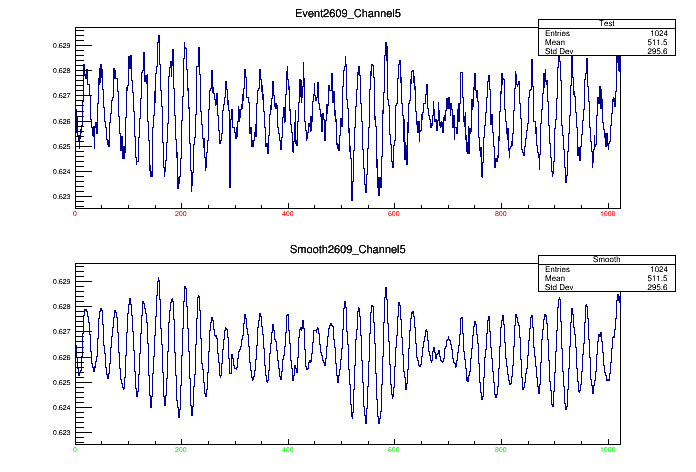 Event2609_Channel5
Test
Entries 1024
Mean 511.5
Std Dev 295.6
0.629
0.628
0.627
0.626
0.625
0.624
0.623
0 200 400 600 800 1000
Smooth2609_Channel5
Smooth
Entries 1024
Mean 511.5
Std Dev 295.6
0.629
0.628
0.627
0.626
0.625
0.624
0.623
0 200 400 600 800 1000